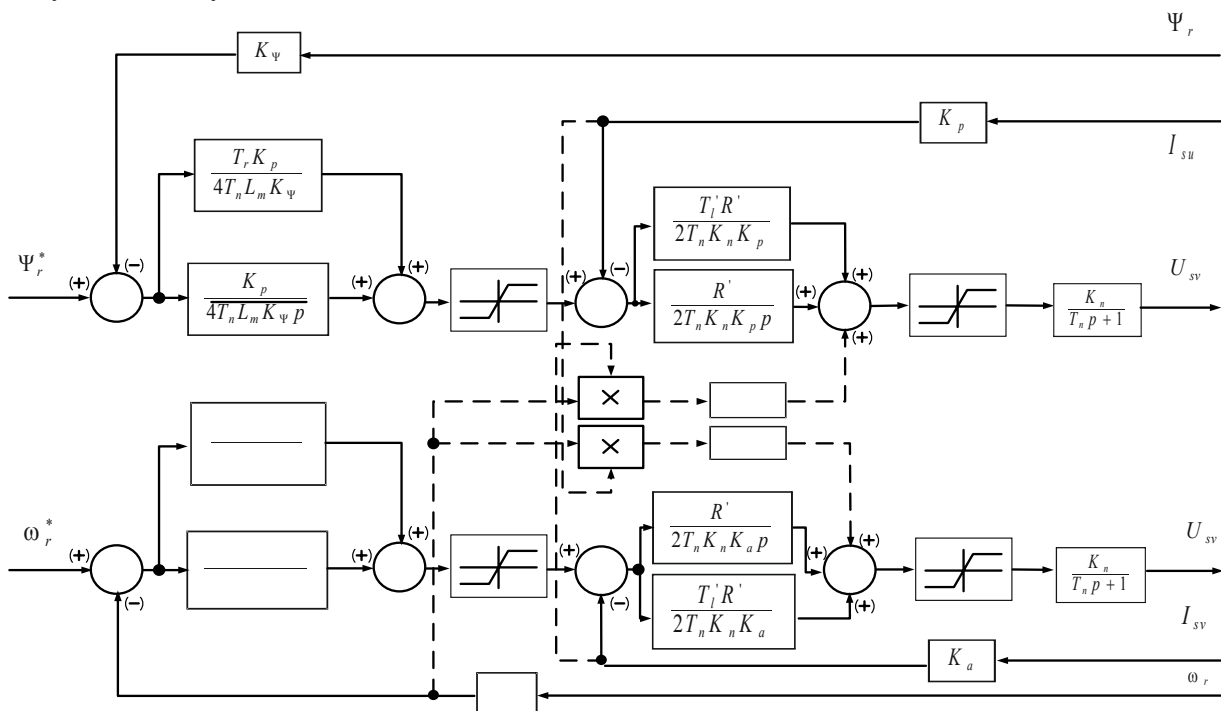 Ψ_r
K_Ψ
K_p
I_su
T_r K_p / 4T_n L_m K_Ψ
T_l' R' / 2T_n K_n K_p
Ψ_r^*
(+)
(−)
K_p / 4T_n L_m K_Ψ p
(+)
(+)
(+)
(−)
R' / 2T_n K_n K_p p
(+)
(+)
(+)
K_n / T_n p + 1
U_sv
×
×
ω_r^*
(+)
(−)
(+)
(+)
(+)
(−)
R' / 2T_n K_n K_a p
T_l' R' / 2T_n K_n K_a
(+)
(+)
(+)
K_n / T_n p + 1
U_sv
I_sv
K_a
ω_r